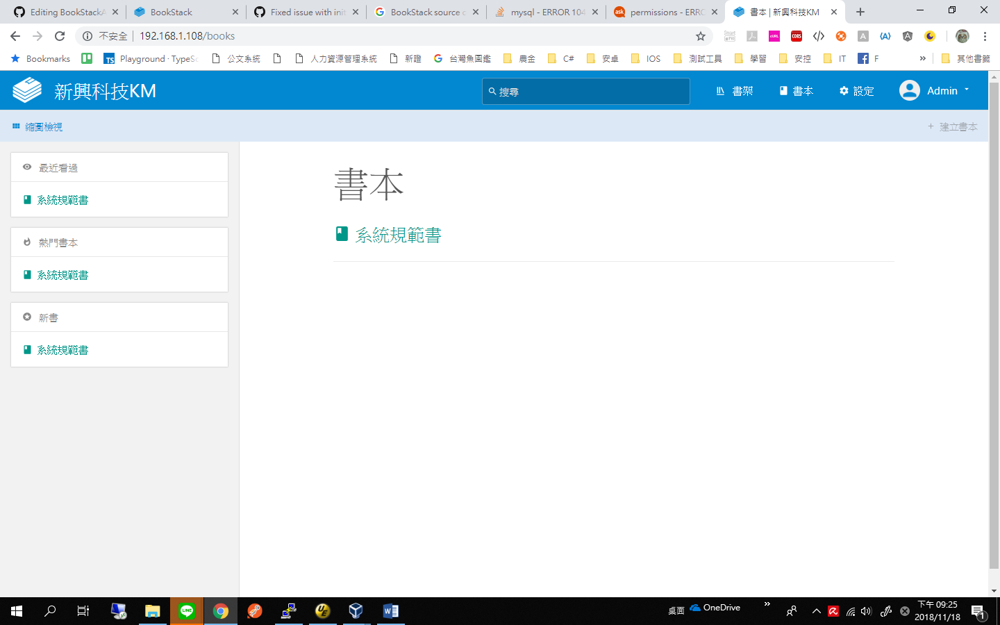 Editing BookStackA
BookStack
Fixed issue with init
BookStack source c
mysql - ERROR 104
permissions - ERRO
書本 | 新興科技KM
不安全
192.168.1.108/books
Bookmarks
Playground · TypeSc
公文系統
人力資源管理系統
新證
台灣魚圖鑑
農金
C#
安卓
IOS
測試工具
學習
安控
IT
F
其他書籤
新興科技KM
搜尋
書架
書本
設定
Admin
縮圖檢視
建立書本
最近看過
系統規範書
熱門書本
系統規範書
新書
系統規範書
書本
系統規範書
桌面
OneDrive
下午 09:25
2018/11/18
1